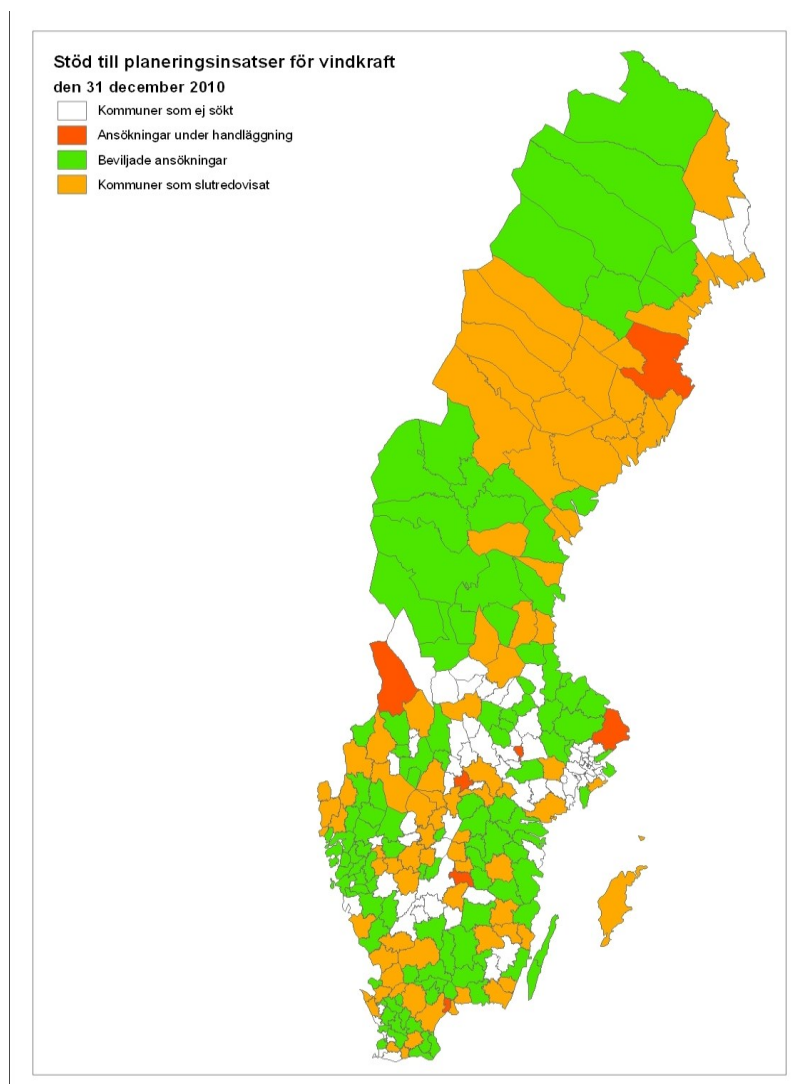 Stöd till planeringsinsatser för vindkraft
den 31 december 2010
Kommuner som ej sökt
Ansökningar under handläggning
Beviljade ansökningar
Kommuner som slutredovisat